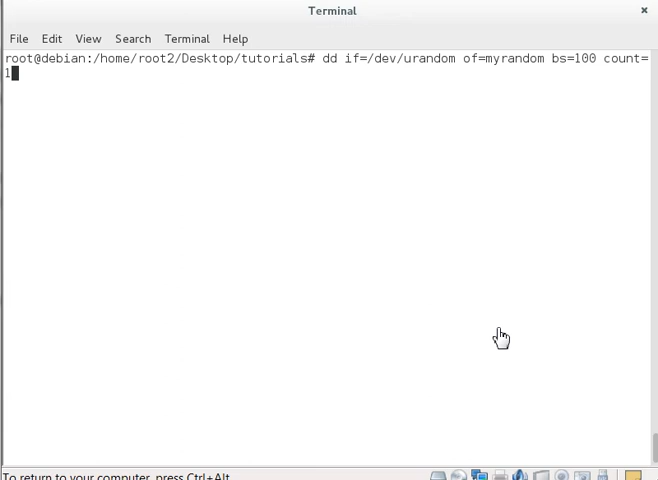 Terminal
File Edit View Search Terminal Help
root@debian:/home/root2/Desktop/tutorials# dd if=/dev/urandom of=myrandom bs=100 count=
1
To return to your computer, press Ctrl+Alt.